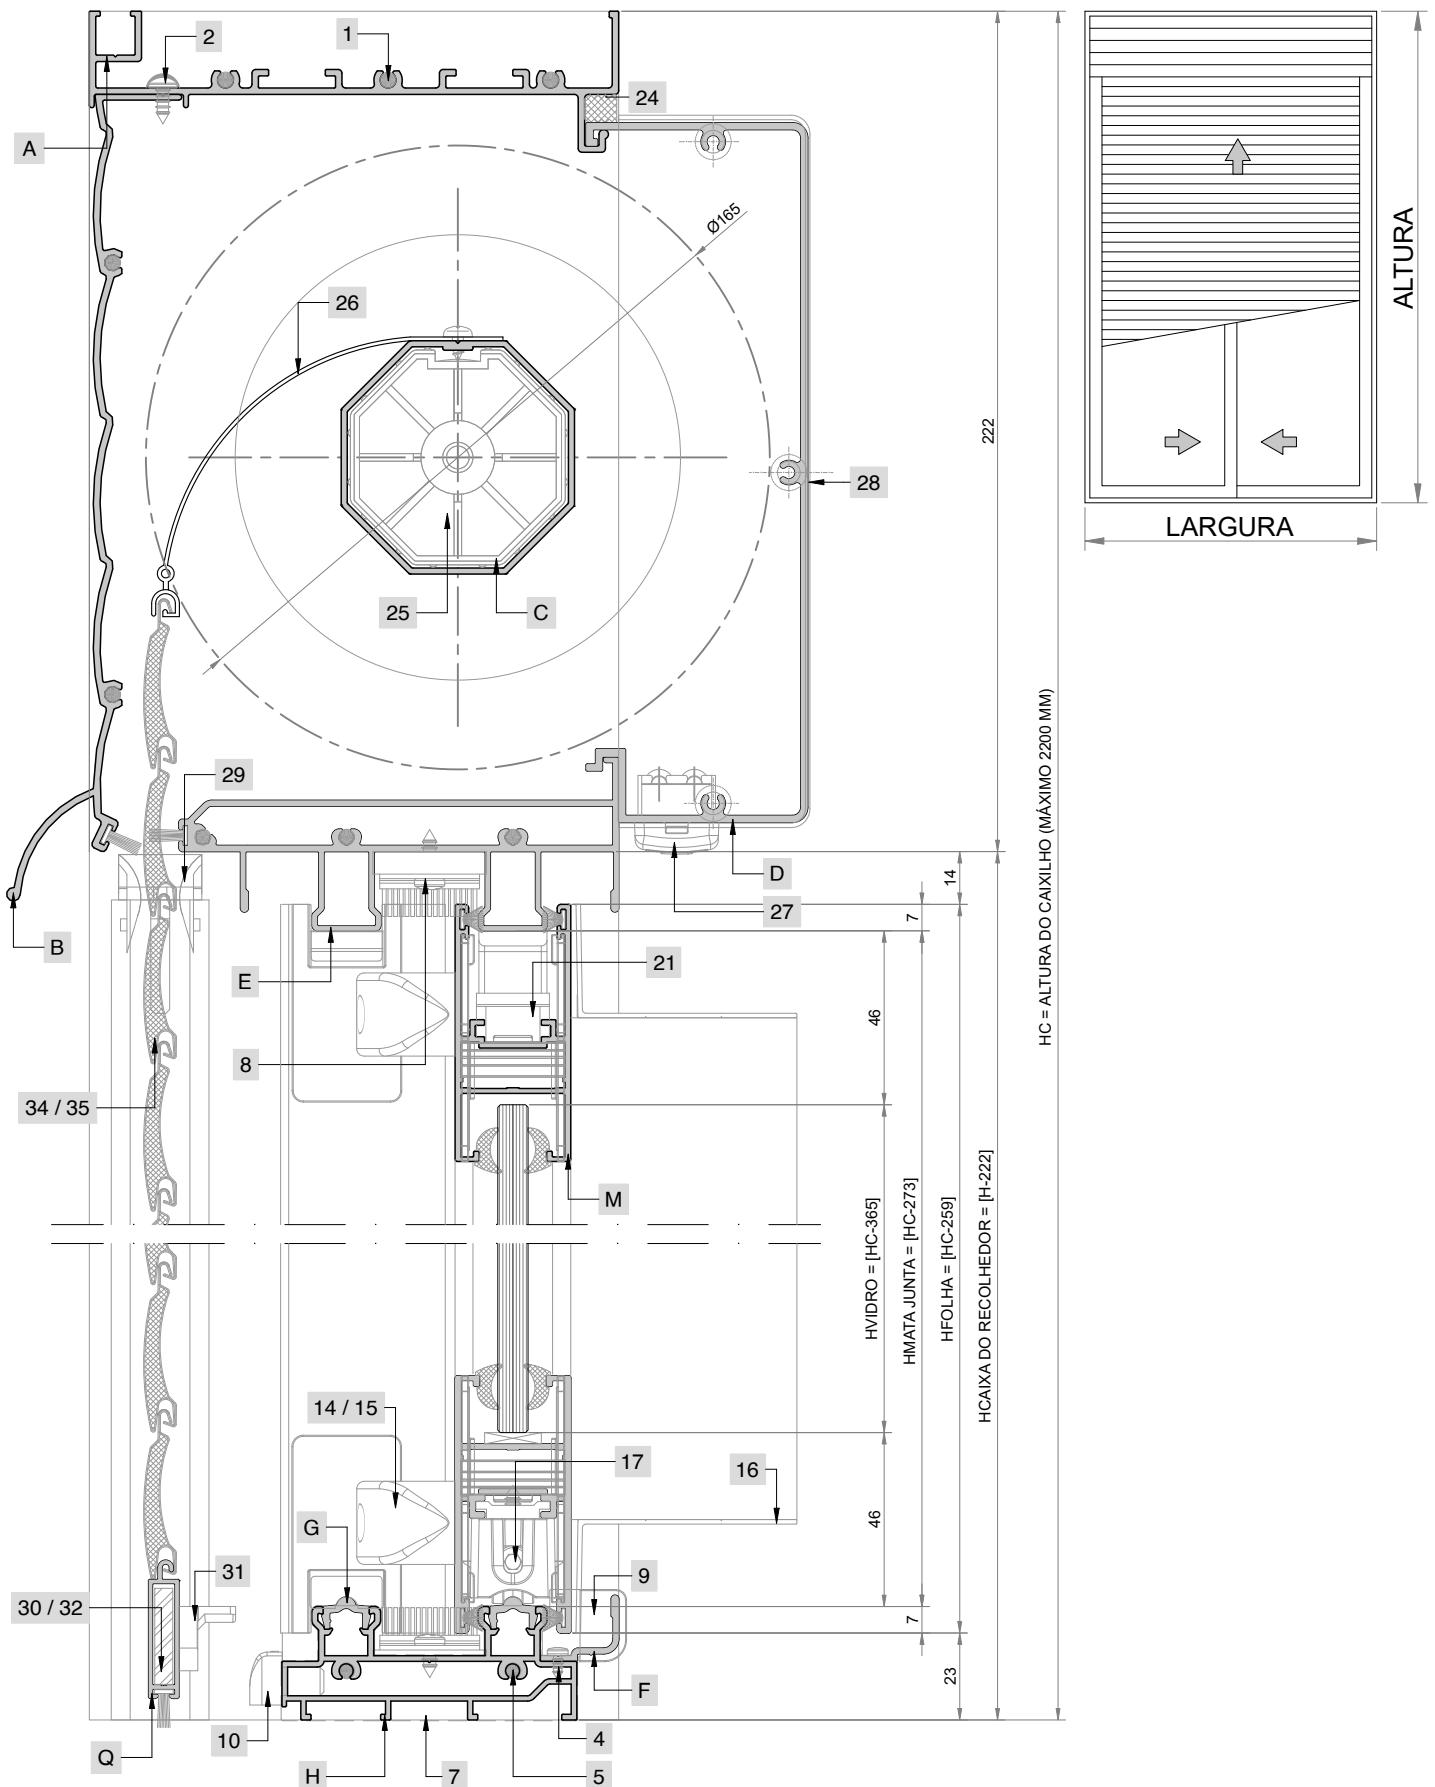 2
1
24
A
Ø165
ALTURA
26
222
28
LARGURA
25
C
HC = ALTURA DO CAIXILHO (MÁXIMO 2200 MM)
29
D
14
27
7
B
E
21
46
8
34 / 35
M
HVIDRO = [HC-365]
HMATA JUNTA = [HC-273]
HFOLHA = [HC-259]
HCAIXA DO RECOLHEDOR = [H-222]
14 / 15
17
16
G
46
31
9
30 / 32
7
F
23
10
4
Q
H
7
5